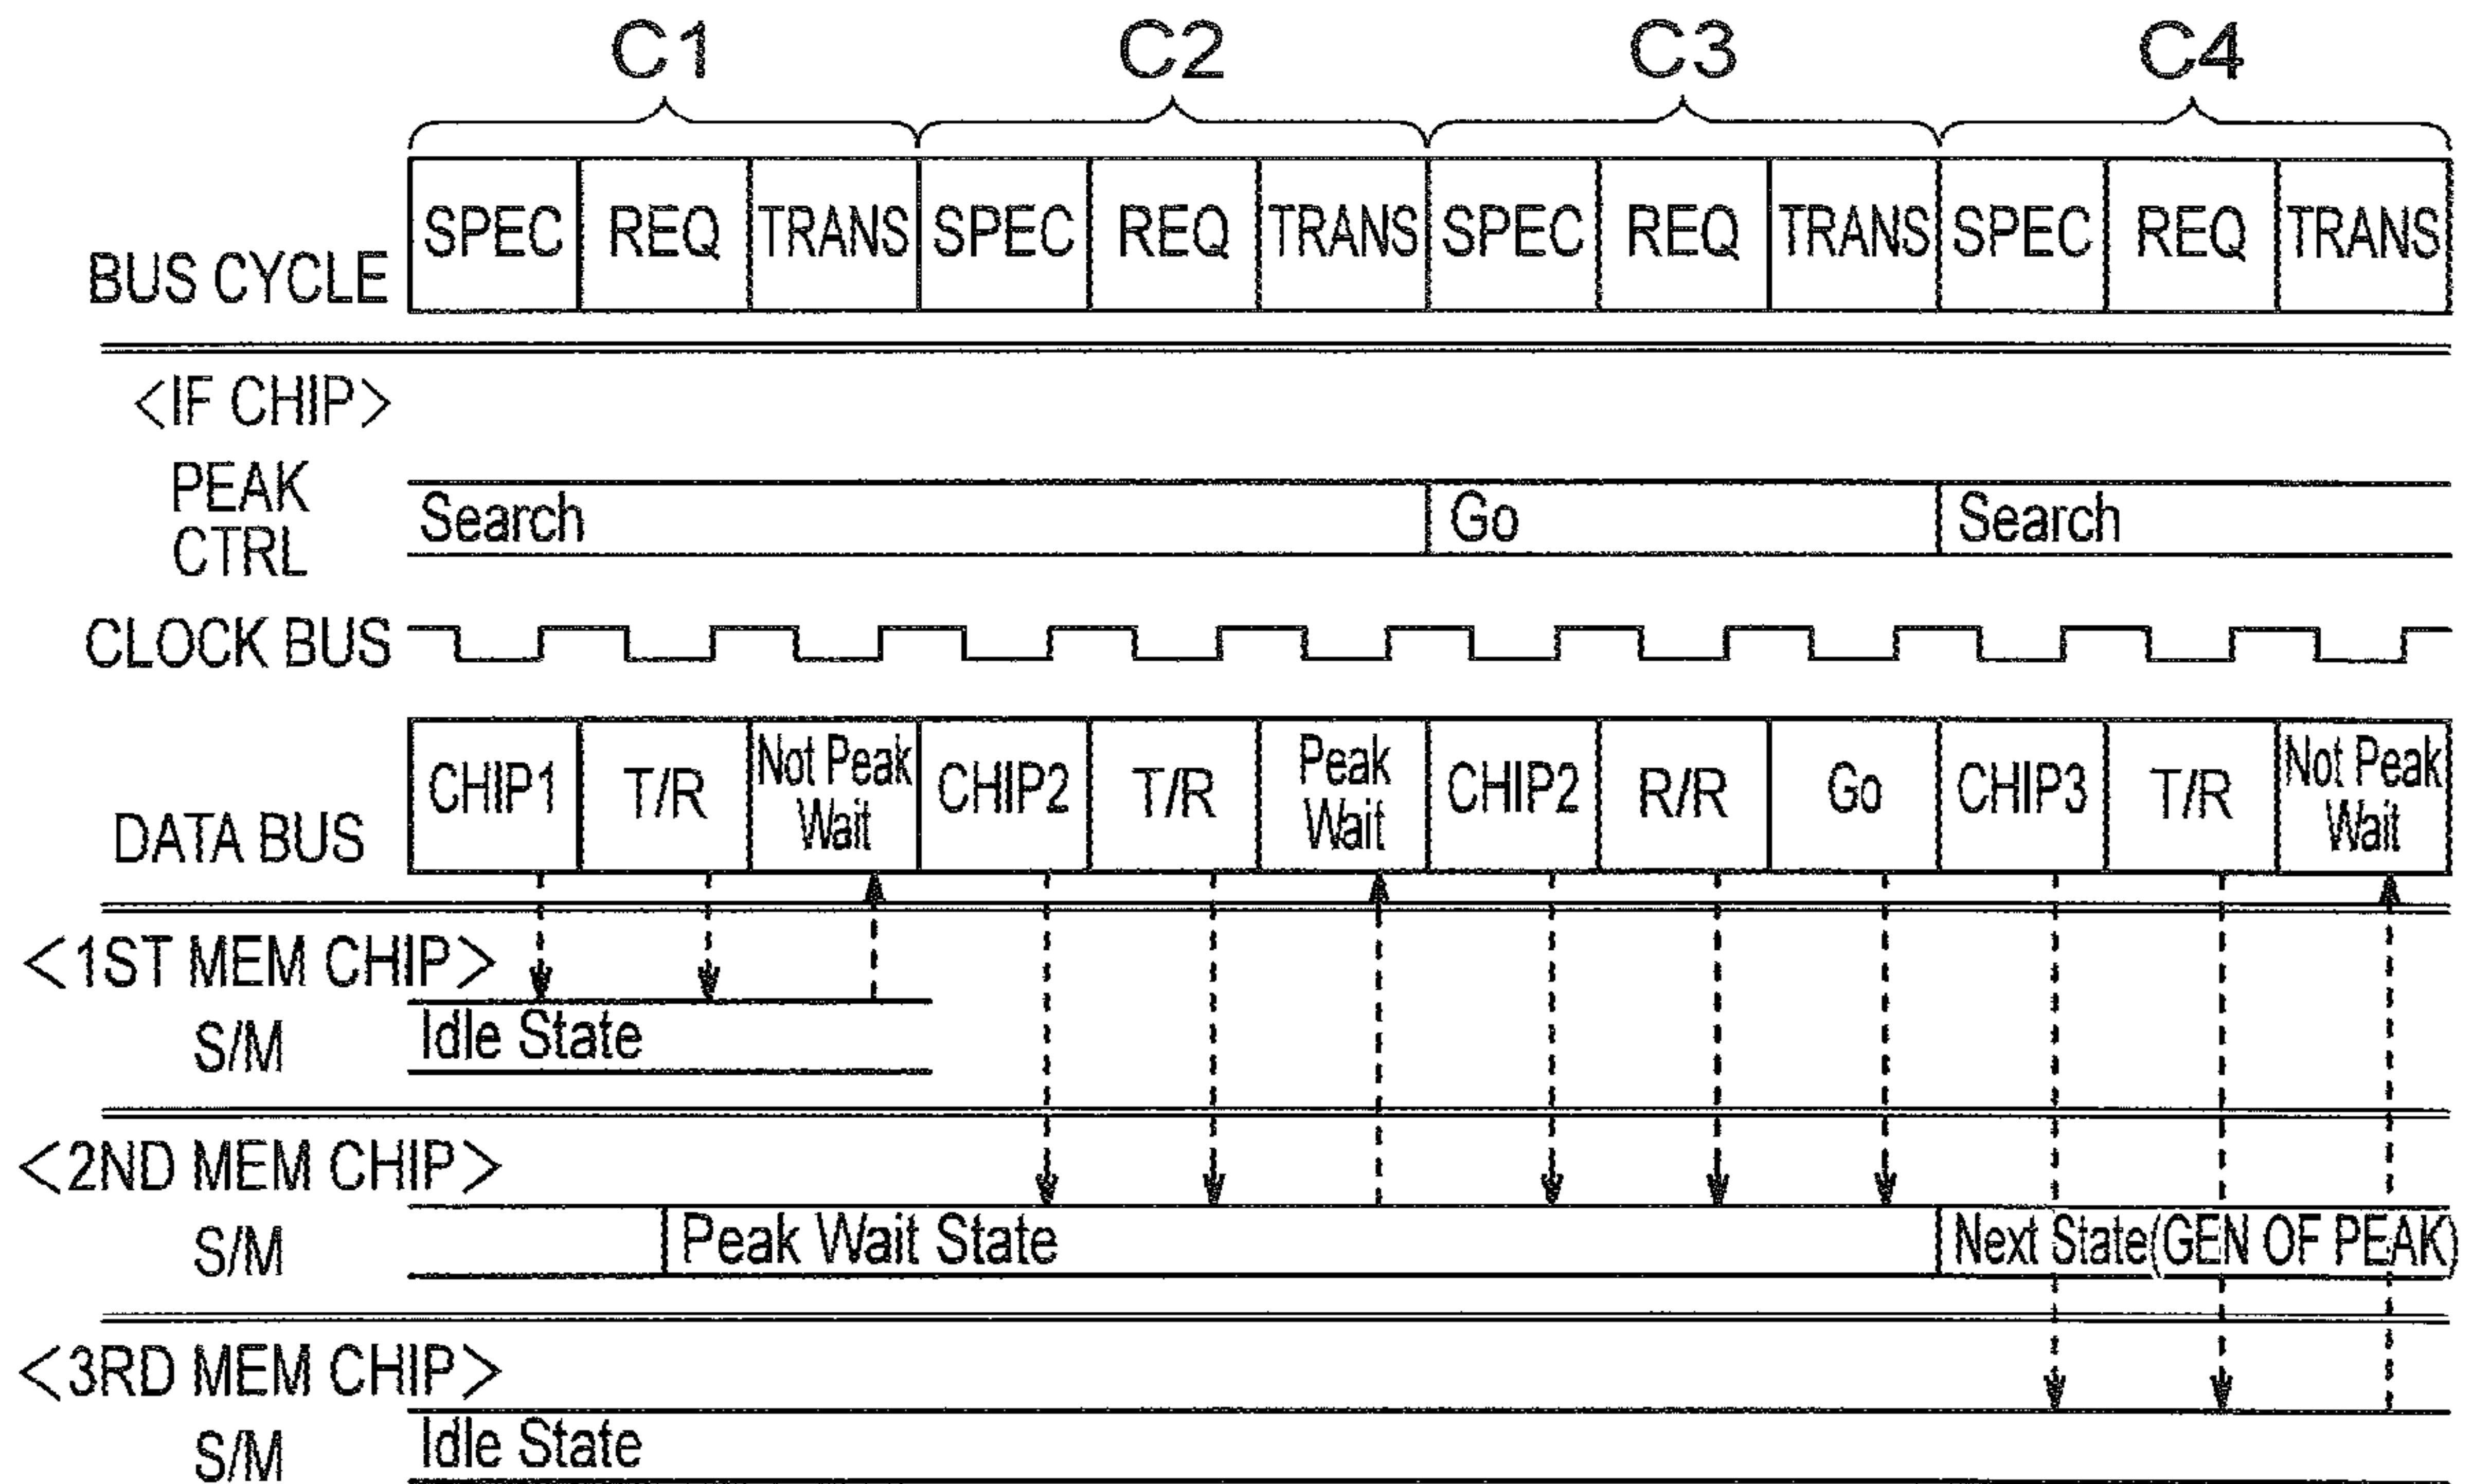 C1 C2 C3 C4
BUS CYCLE SPEC REQ TRANS SPEC REQ TRANS SPEC REQ TRANS SPEC REQ TRANS
<IF CHIP>
PEAK
CTRL
Search Go Search
CLOCK BUS
DATA BUS CHIP1 T/R Not Peak Wait CHIP2 T/R Peak Wait CHIP2 R/R Go CHIP3 T/R Not Peak Wait
<1ST MEM CHIP>
S/M Idle State
<2ND MEM CHIP>
S/M Peak Wait State Next State(GEN OF PEAK)
<3RD MEM CHIP>
S/M Idle State